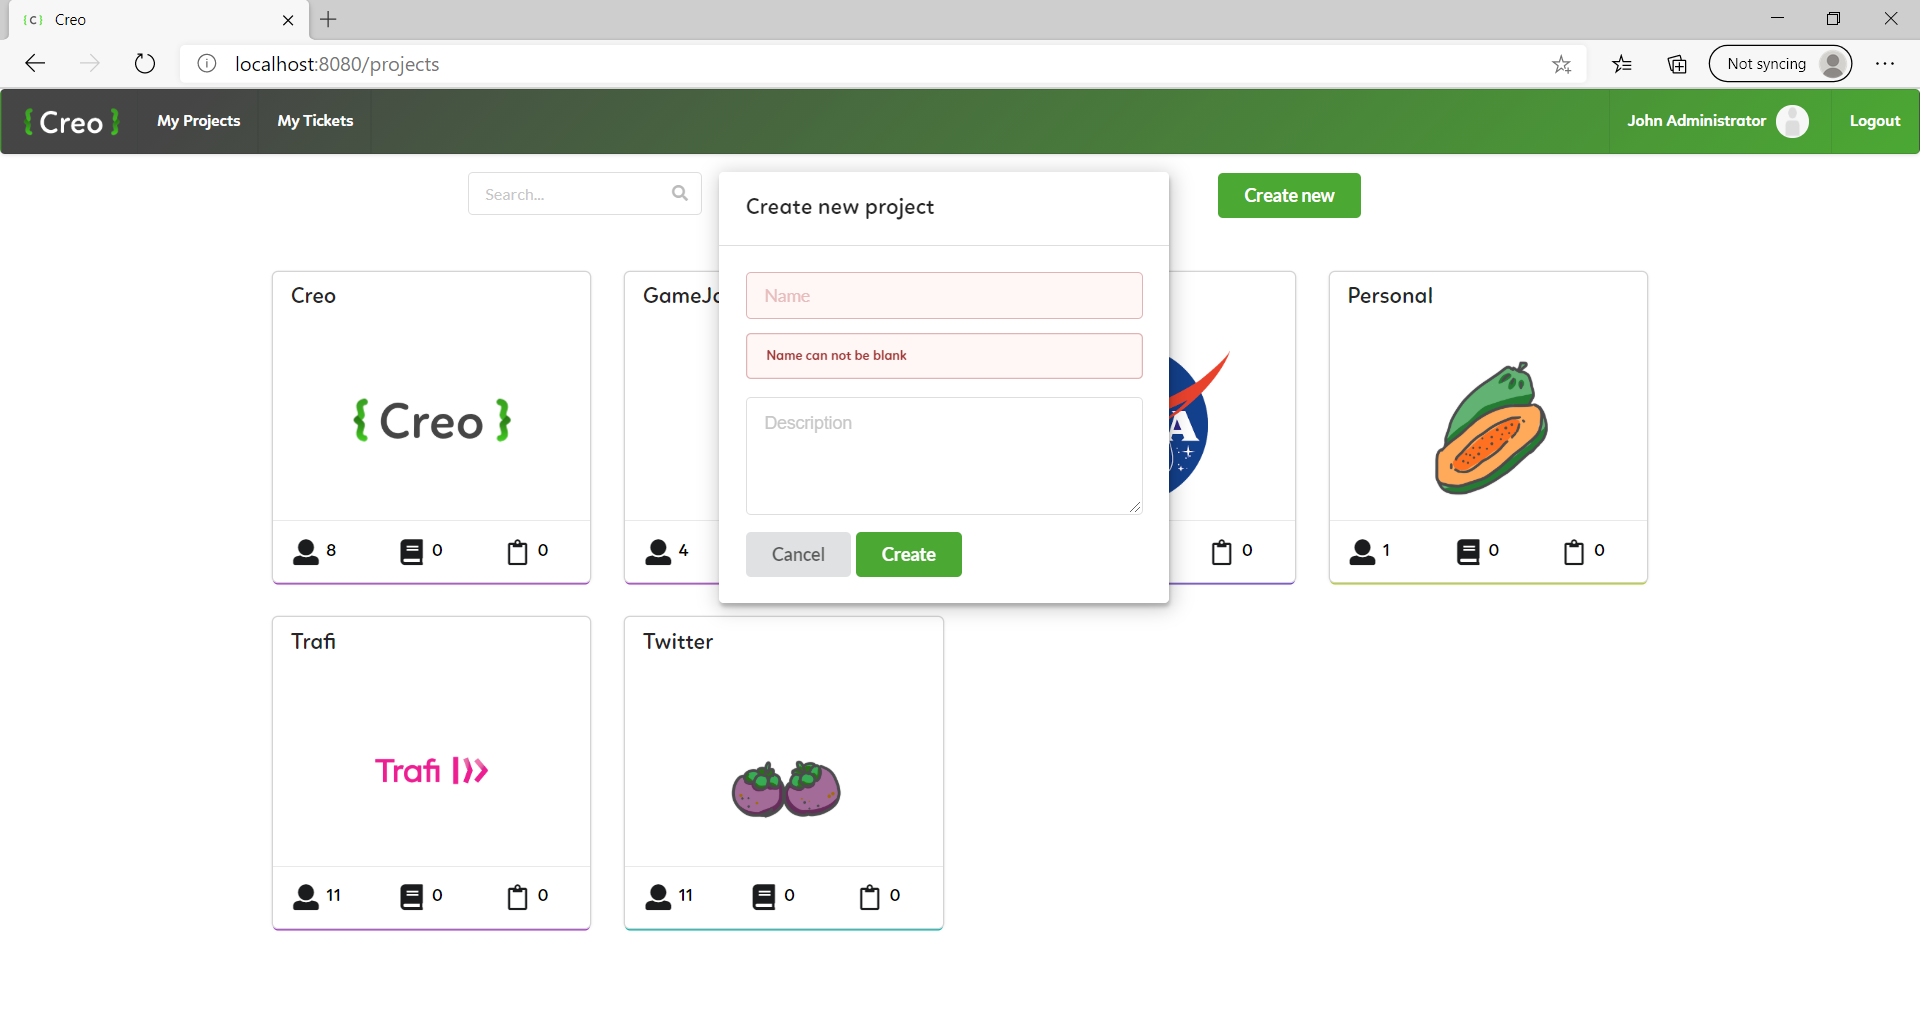 {c} Creo
localhost:8080/projects
Not syncing
{ Creo }
My Projects
My Tickets
John Administrator
Logout
Search...
Create new
Create new project
Name
Name can not be blank
Description
Cancel
Create
Creo
{ Creo }
8
0
0
4
A
0
Personal
1
0
0
Trafi
Trafi
11
0
0
Twitter
11
0
0